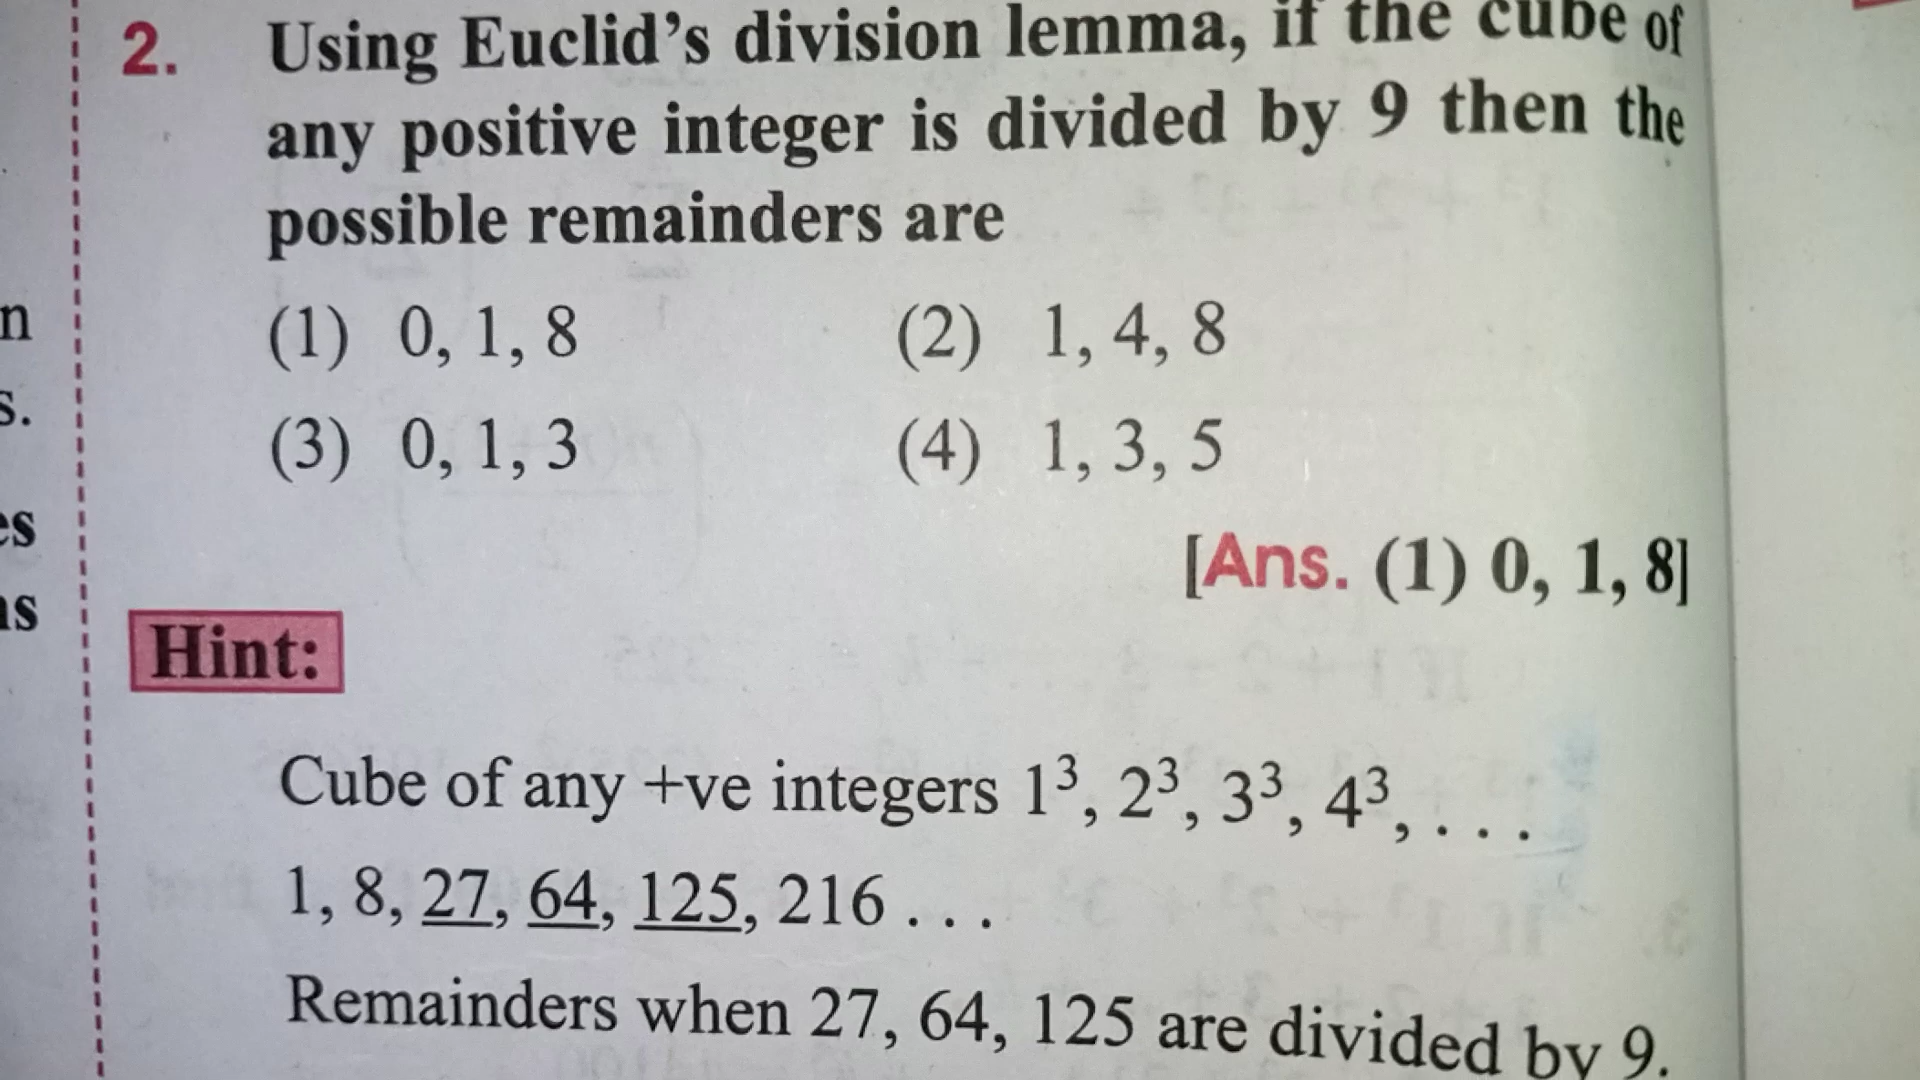 2. Using Euclid's division lemma, if the cube of
any positive integer is divided by 9 then the
possible remainders are
(1) 0, 1, 8 (2) 1, 4, 8
(3) 0, 1, 3 (4) 1, 3, 5
[Ans. (1) 0, 1, 8]
Hint:
Cube of any +ve integers 1³, 2³, 3³, 4³, . . .
1, 8, 27, 64, 125, 216 . . .
Remainders when 27, 64, 125 are divided by 9.
n
s.
es
as